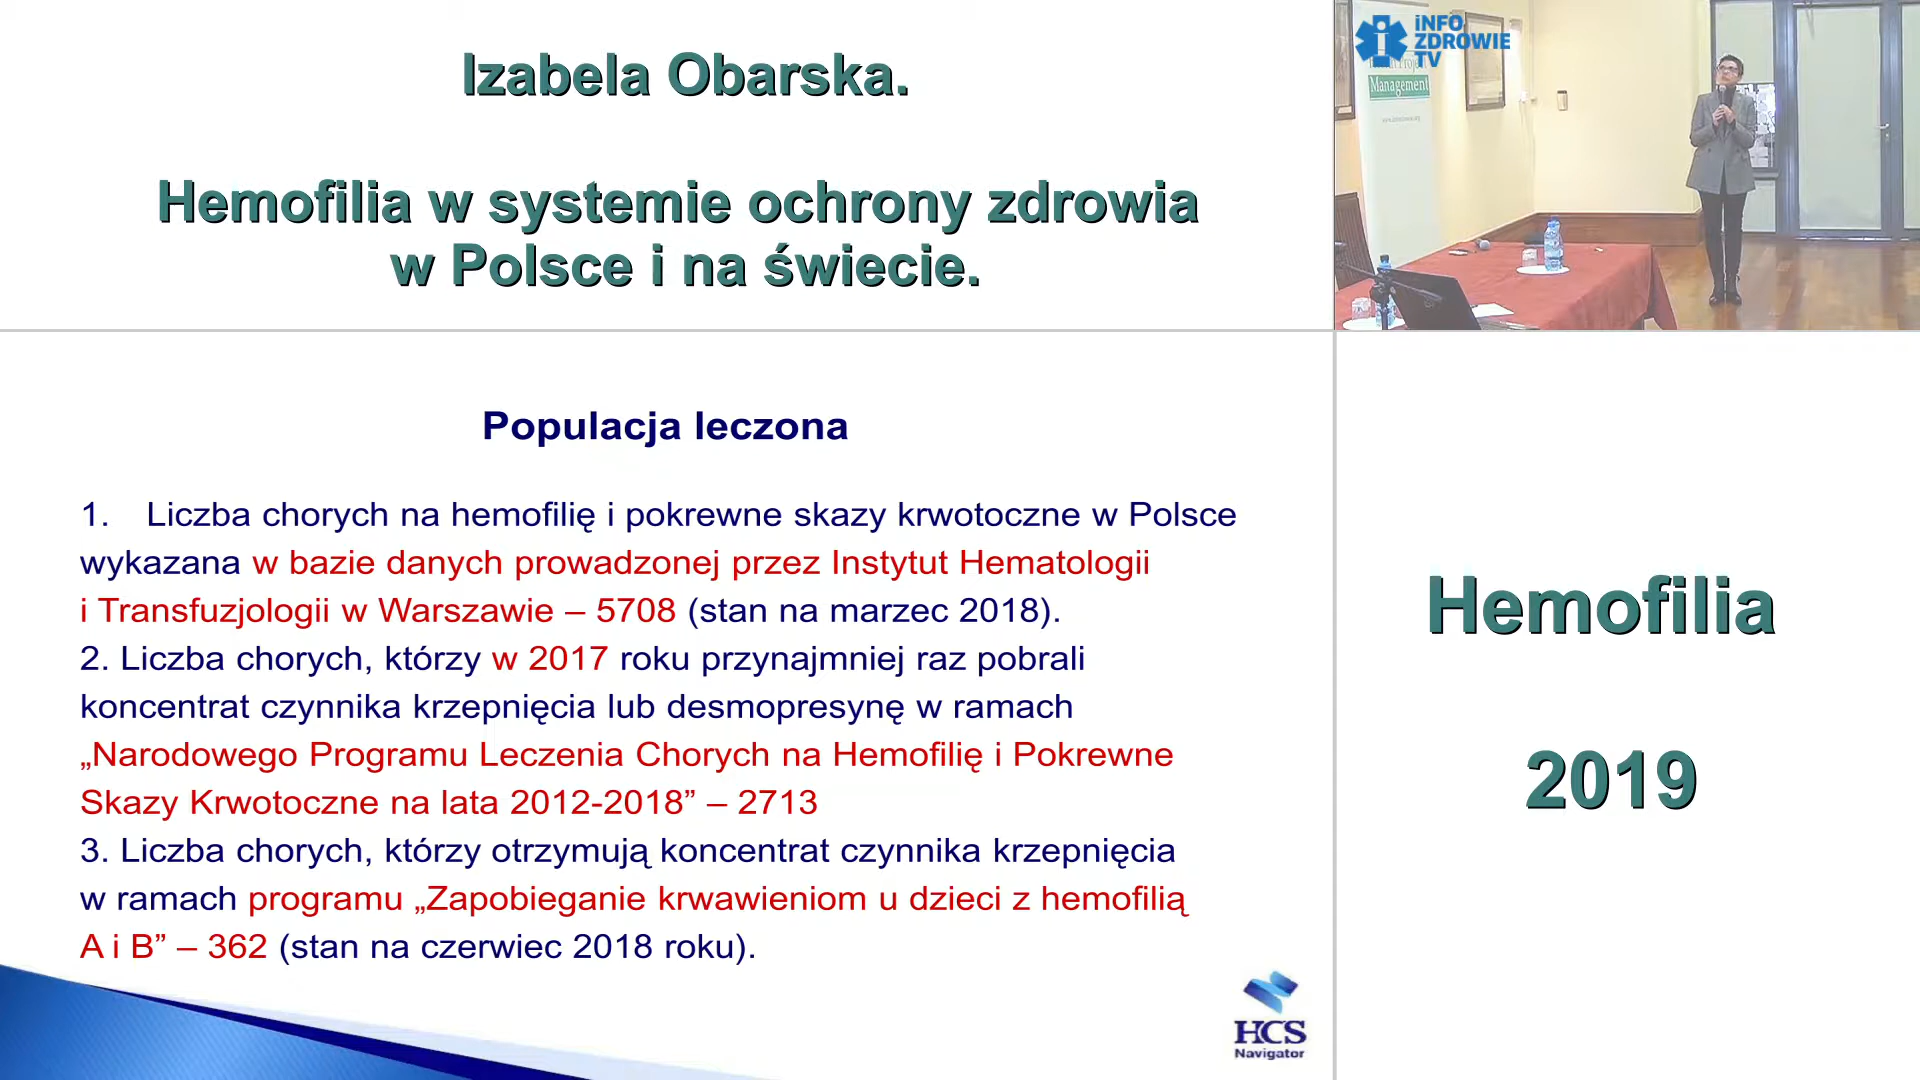 Izabela Obarska.
Hemofilia w systemie ochrony zdrowia
w Polsce i na świecie.
iNFO
ZDROWIE
TV
Management
Populacja leczona
1. Liczba chorych na hemofilię i pokrewne skazy krwotoczne w Polsce
wykazana w bazie danych prowadzonej przez Instytut Hematologii
i Transfuzjologii w Warszawie – 5708 (stan na marzec 2018).
2. Liczba chorych, którzy w 2017 roku przynajmniej raz pobrali
koncentrat czynnika krzepnięcia lub desmopresynę w ramach
„Narodowego Programu Leczenia Chorych na Hemofilię i Pokrewne
Skazy Krwotoczne na lata 2012-2018” – 2713
3. Liczba chorych, którzy otrzymują koncentrat czynnika krzepnięcia
w ramach programu „Zapobieganie krwawieniom u dzieci z hemofilią
A i B” – 362 (stan na czerwiec 2018 roku).
HCS
Navigator
Hemofilia
2019